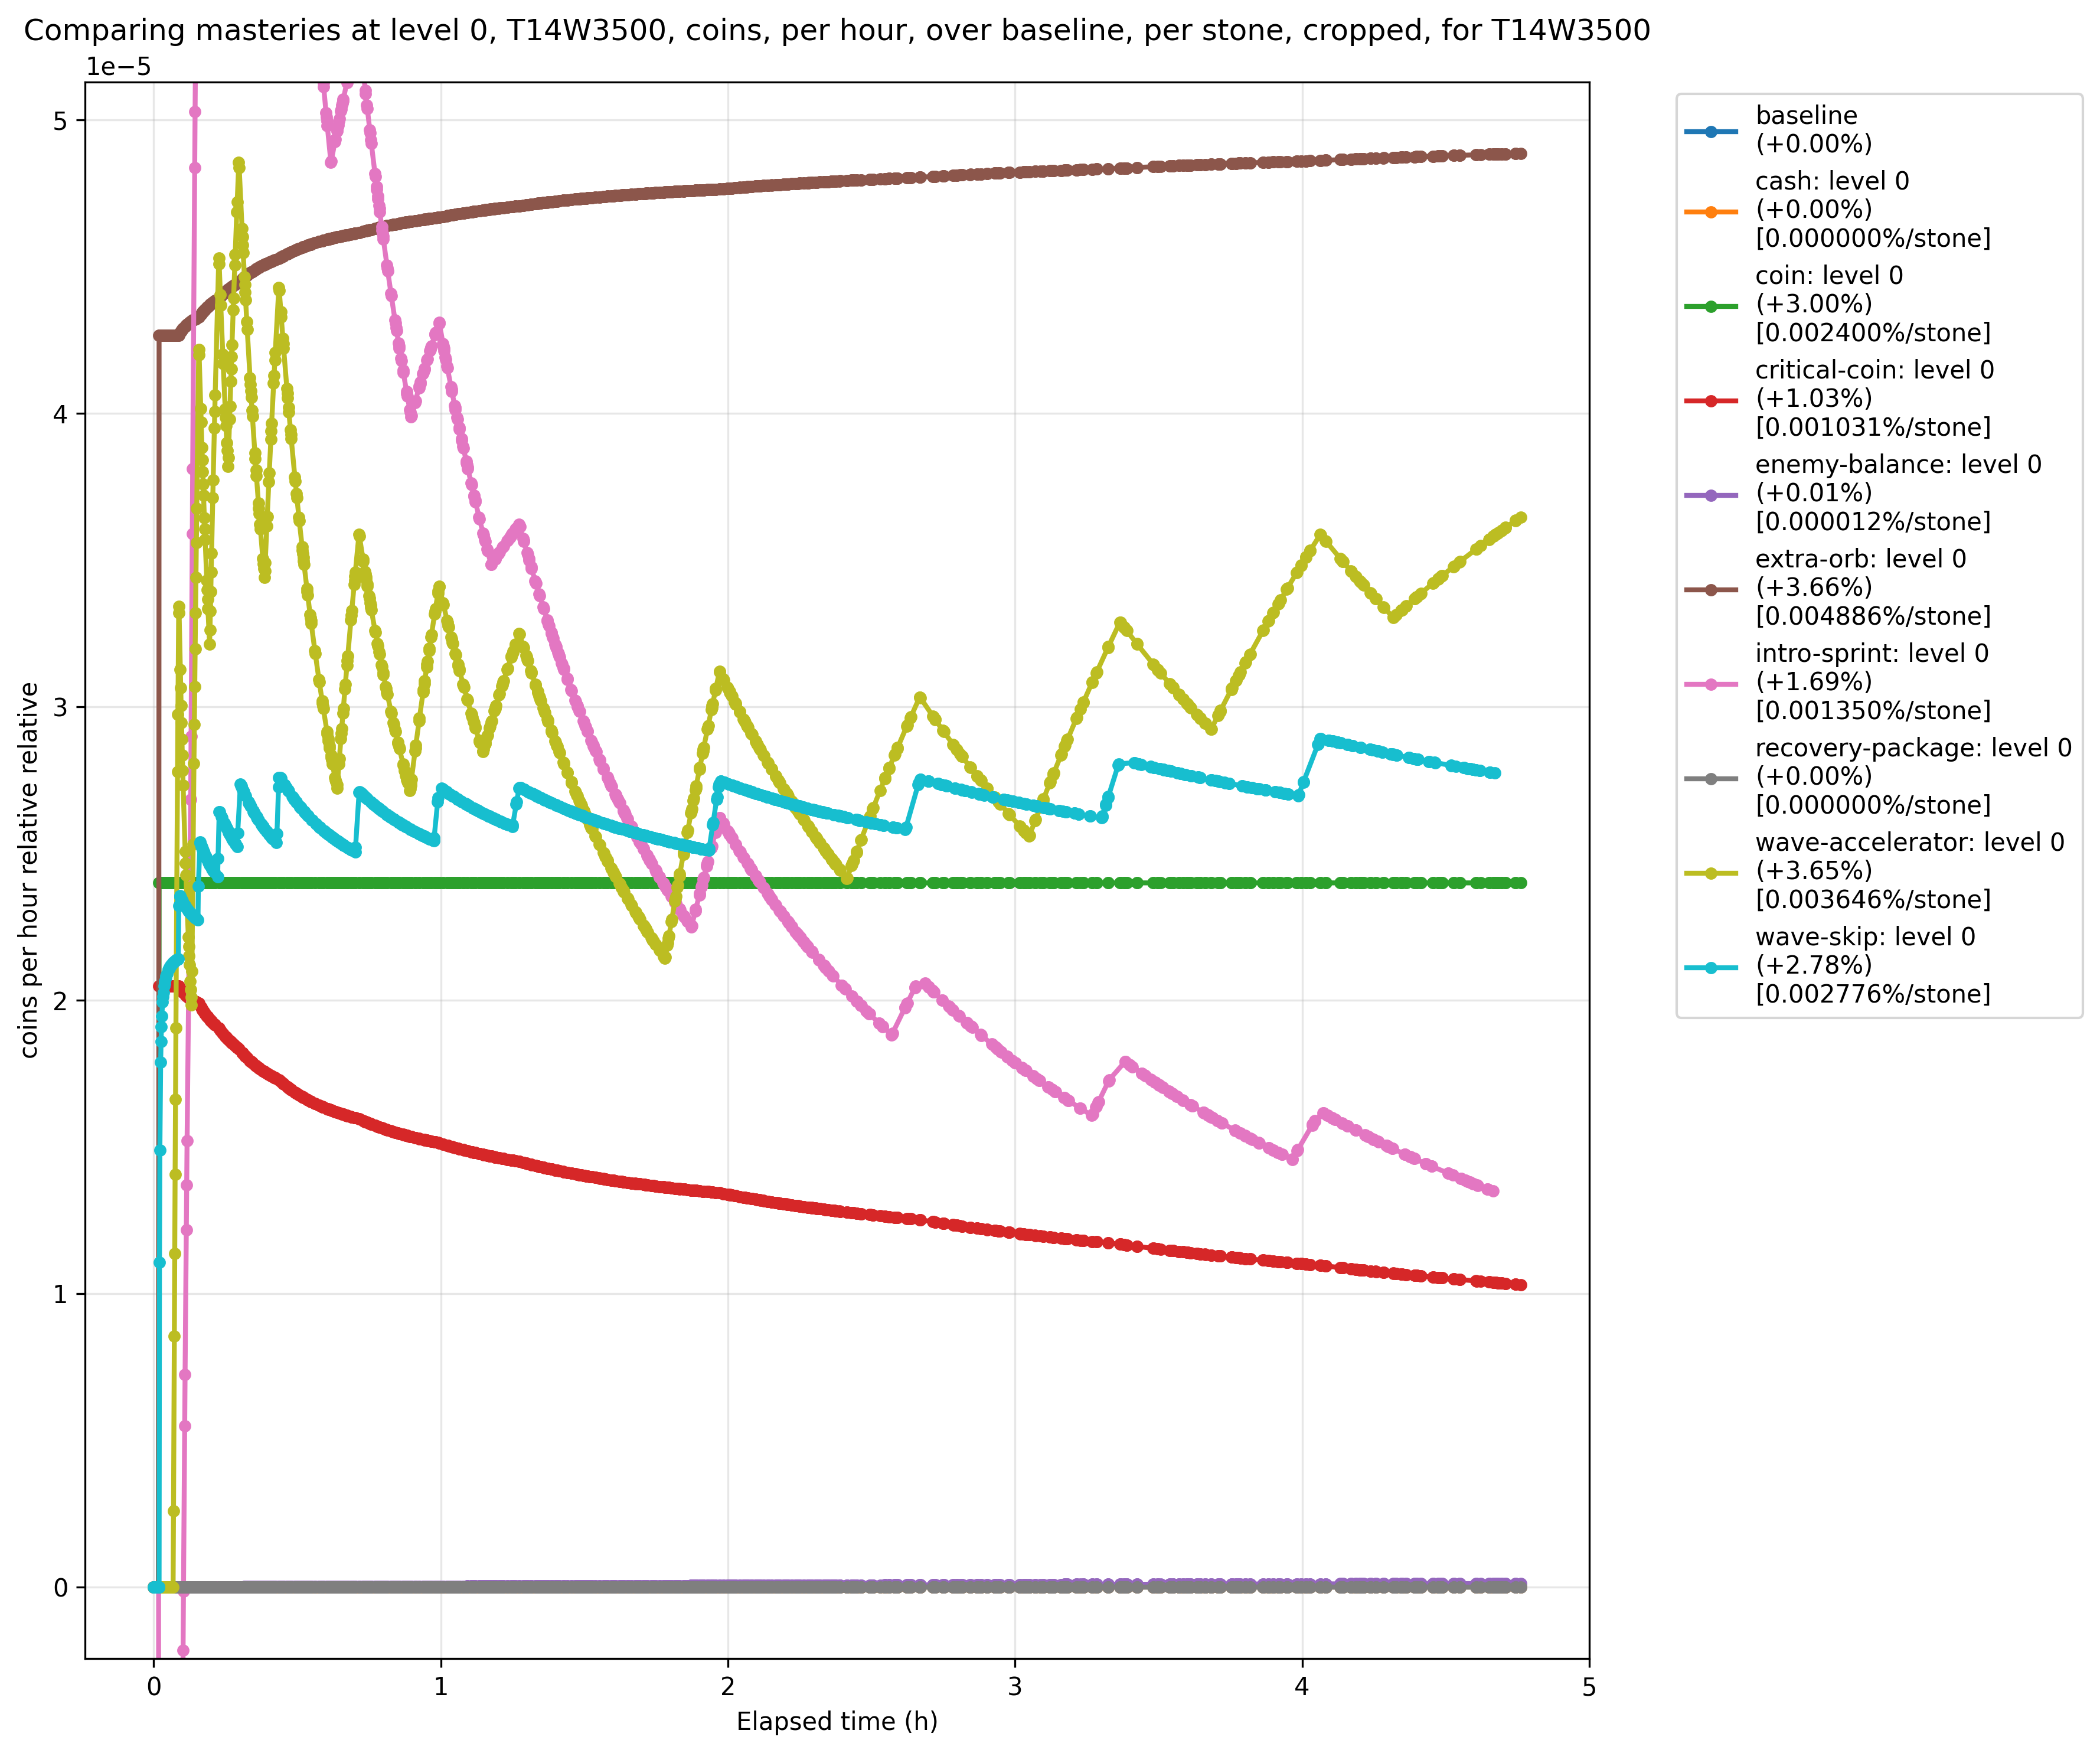 Comparing masteries at level 0, T14W3500, coins, per hour, over baseline, per stone, cropped, for T14W3500
1e−5
5
4
3
2
1
0
coins per hour relative relative
0
1
2
3
4
5
Elapsed time (h)
baseline
(+0.00%)
cash: level 0
(+0.00%)
[0.000000%/stone]
coin: level 0
(+3.00%)
[0.002400%/stone]
critical-coin: level 0
(+1.03%)
[0.001031%/stone]
enemy-balance: level 0
(+0.01%)
[0.000012%/stone]
extra-orb: level 0
(+3.66%)
[0.004886%/stone]
intro-sprint: level 0
(+1.69%)
[0.001350%/stone]
recovery-package: level 0
(+0.00%)
[0.000000%/stone]
wave-accelerator: level 0
(+3.65%)
[0.003646%/stone]
wave-skip: level 0
(+2.78%)
[0.002776%/stone]